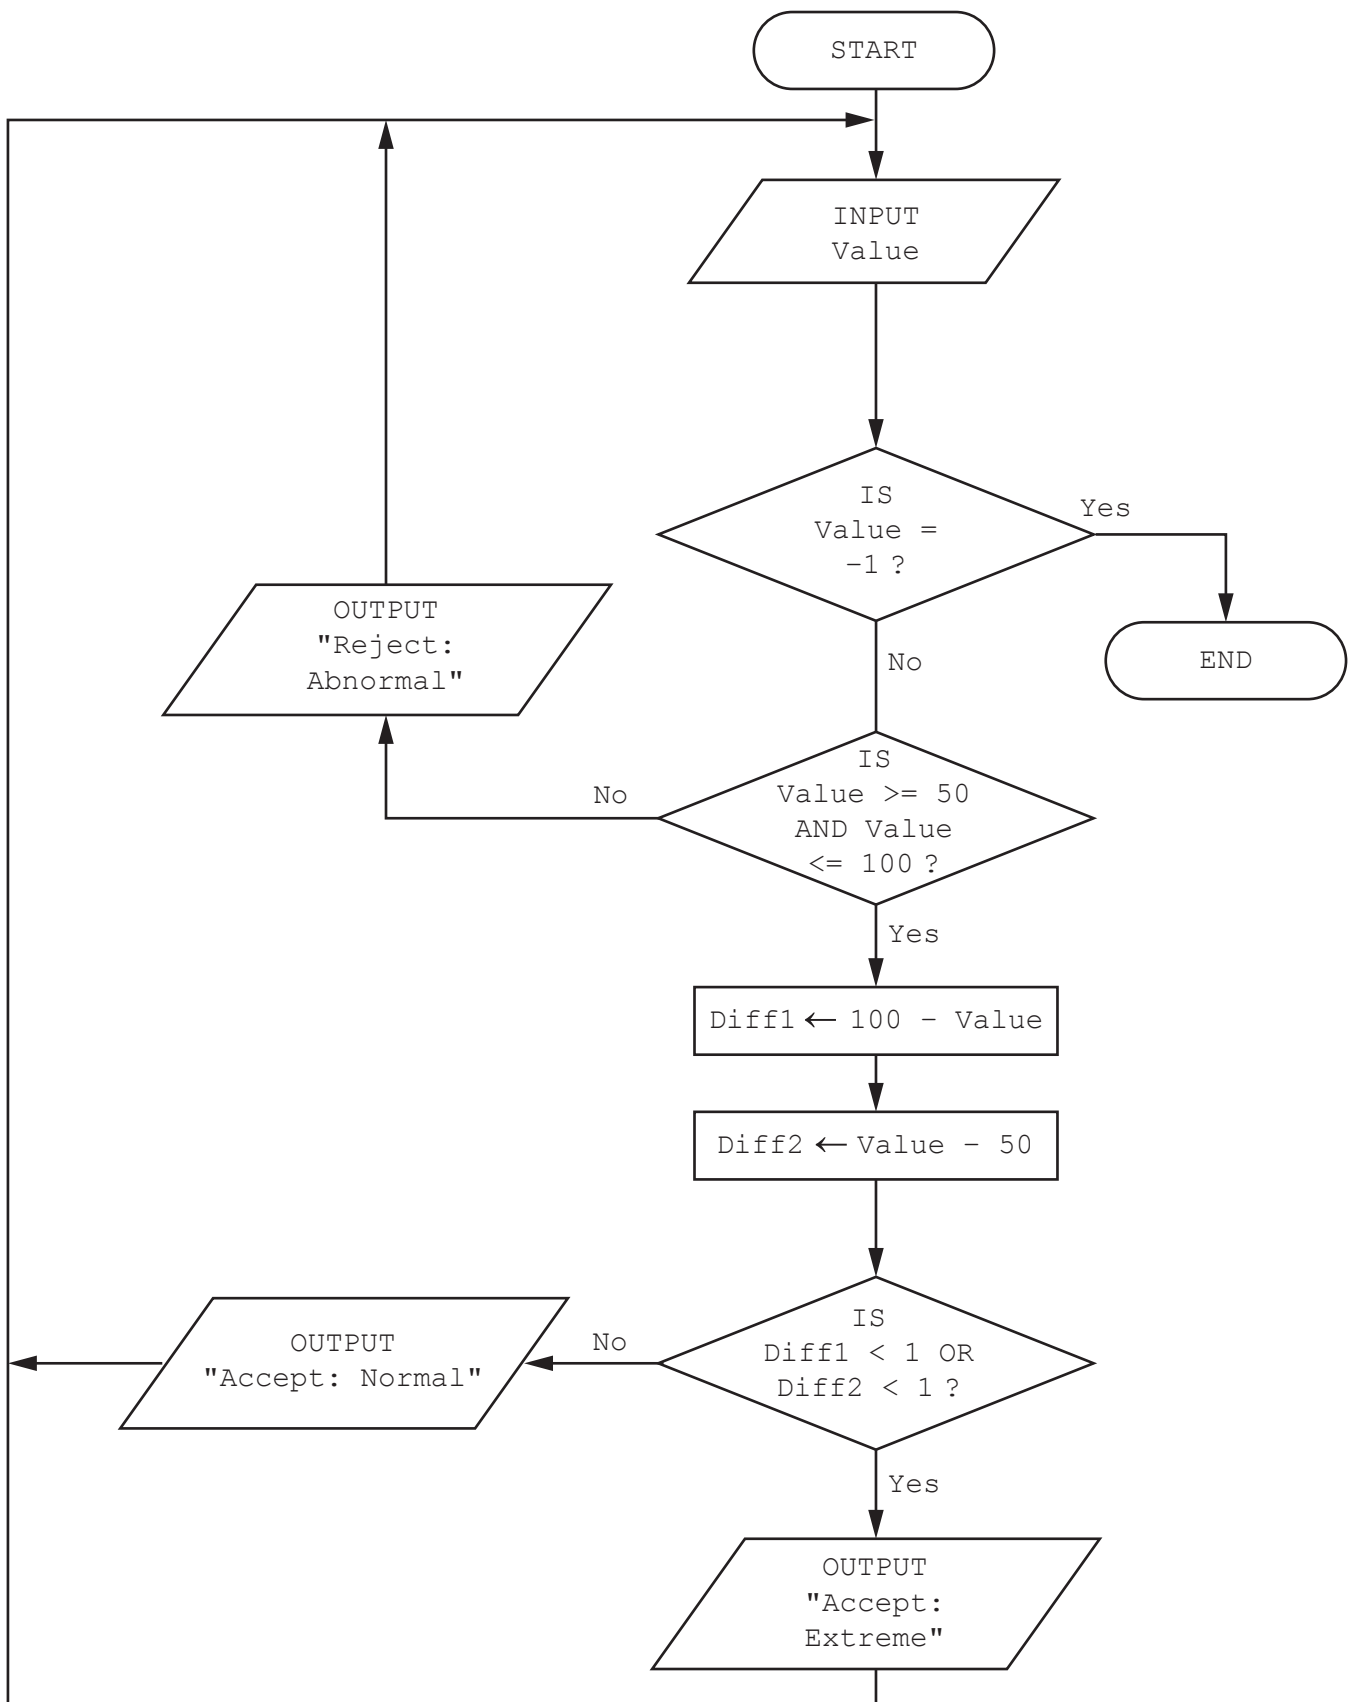 START
INPUT
Value
IS
Value =
–1 ?
Yes
END
No
OUTPUT
"Reject:
Abnormal"
No
IS
Value >= 50
AND Value
<= 100 ?
Yes
Diff1 ← 100 – Value
Diff2 ← Value – 50
IS
Diff1 < 1 OR
Diff2 < 1 ?
No
OUTPUT
"Accept: Normal"
Yes
OUTPUT
"Accept:
Extreme"